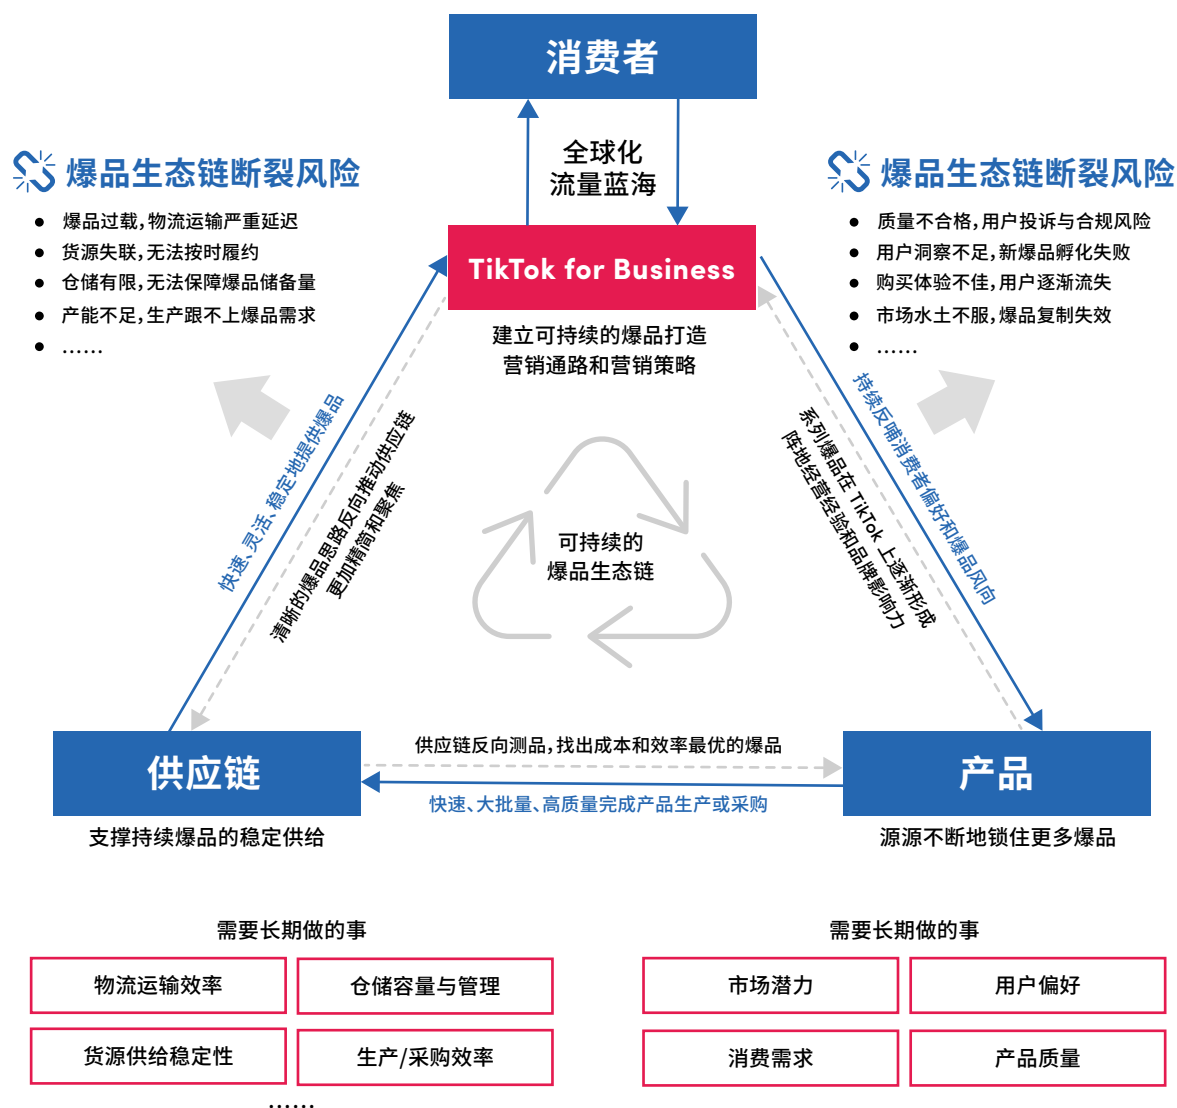 消费者
全球化
流量蓝海
爆品生态链断裂风险
● 爆品过载,物流运输严重延迟
● 货源失联,无法按时履约
● 仓储有限,无法保障爆品储备量
● 产能不足,生产跟不上爆品需求
● ……
爆品生态链断裂风险
● 质量不合格,用户投诉与合规风险
● 用户洞察不足,新爆品孵化失败
● 购买体验不佳,用户逐渐流失
● 市场水土不服,爆品复制失效
● ……
TikTok for Business
建立可持续的爆品打造
营销通路和营销策略
快速、灵活、稳定地提供爆品
清晰的爆品思路反向推动供应链
更加精简和聚焦
持续反哺消费者偏好和爆品风向
系列爆品在 TikTok 上逐渐形成
阵地经营经验和品牌影响力
可持续的
爆品生态链
供应链
支撑持续爆品的稳定供给
供应链反向测品,找出成本和效率最优的爆品
快速、大批量、高质量完成产品生产或采购
产品
源源不断地锁住更多爆品
需要长期做的事
物流运输效率
仓储容量与管理
货源供给稳定性
生产/采购效率
……
需要长期做的事
市场潜力
用户偏好
消费需求
产品质量